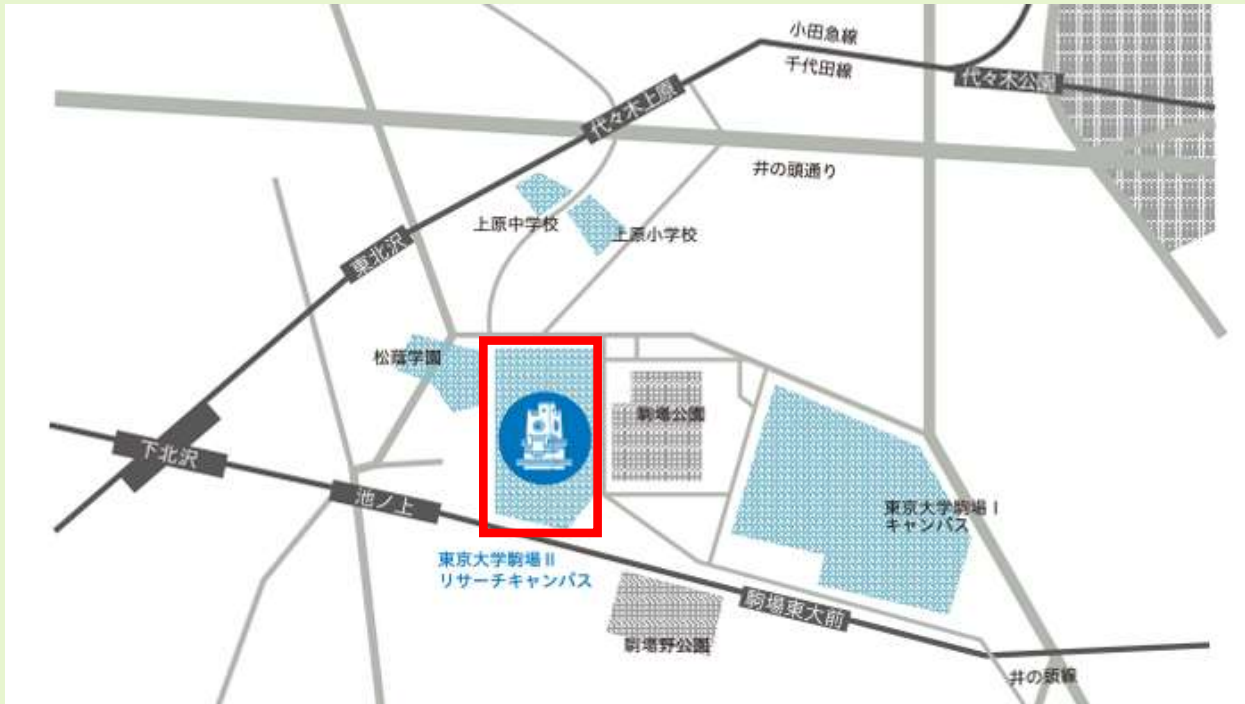 小田急線
千代田線
代々木公園
代々木上原
井の頭通り
上原中学校
上原小学校
東北沢
松蔭学園
駒場公園
下北沢
池ノ上
東京大学駒場Ⅰ
キャンパス
東京大学駒場Ⅱ
リサーチキャンパス
駒場東大前
駒場野公園
井の頭線